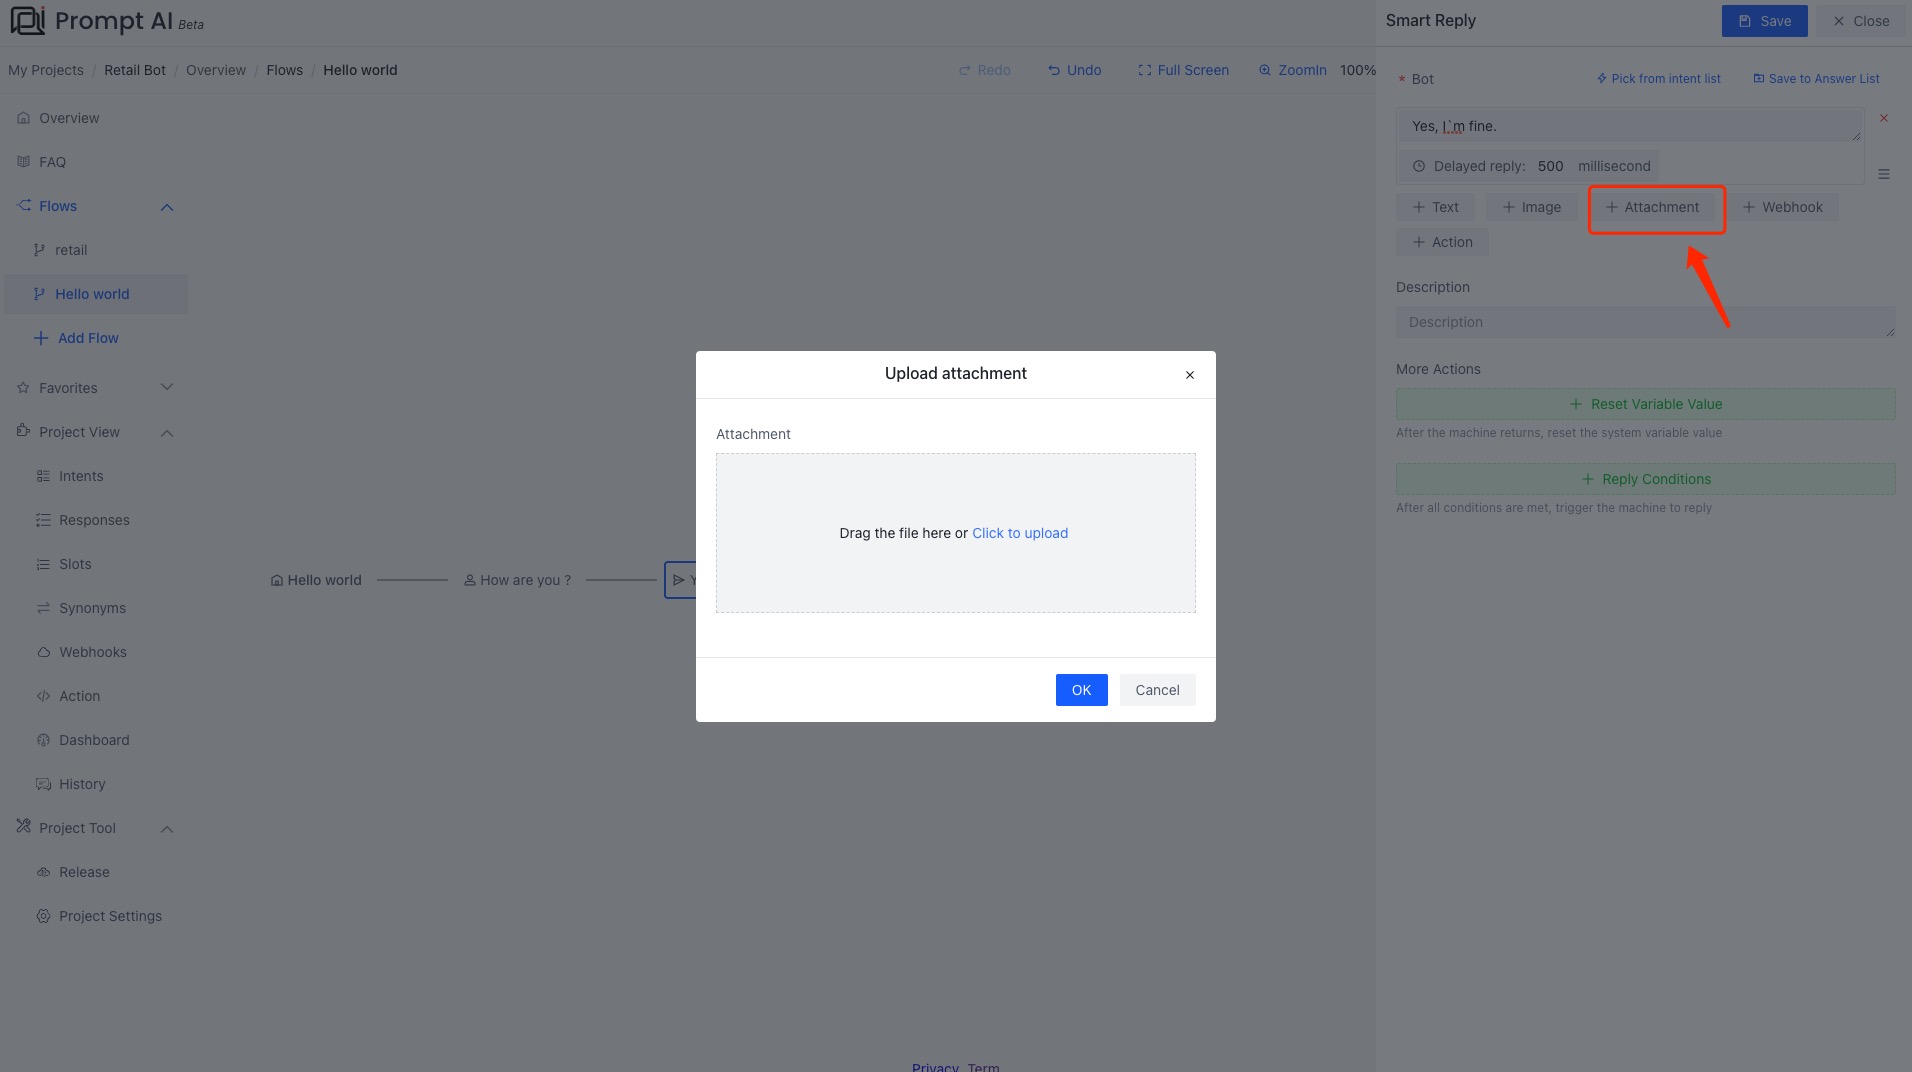 Prompt AI Beta
Smart Reply
Save
Close
My Projects / Retail Bot / Overview / Flows / Hello world
Redo
Undo
Full Screen
ZoomIn
100%
* Bot
Pick from intent list
Save to Answer List
Yes, I`m fine.
Delayed reply: 500 millisecond
+ Text
+ Image
+ Attachment
+ Webhook
+ Action
Description
Description
More Actions
+ Reset Variable Value
After the machine returns, reset the system variable value
+ Reply Conditions
After all conditions are met, trigger the machine to reply
Overview
FAQ
Flows
retail
Hello world
+ Add Flow
Favorites
Project View
Intents
Responses
Slots
Synonyms
Webhooks
Action
Dashboard
History
Project Tool
Release
Project Settings
Hello world
How are you ?
Y
Upload attachment
Attachment
Drag the file here or Click to upload
OK
Cancel
Privacy Term